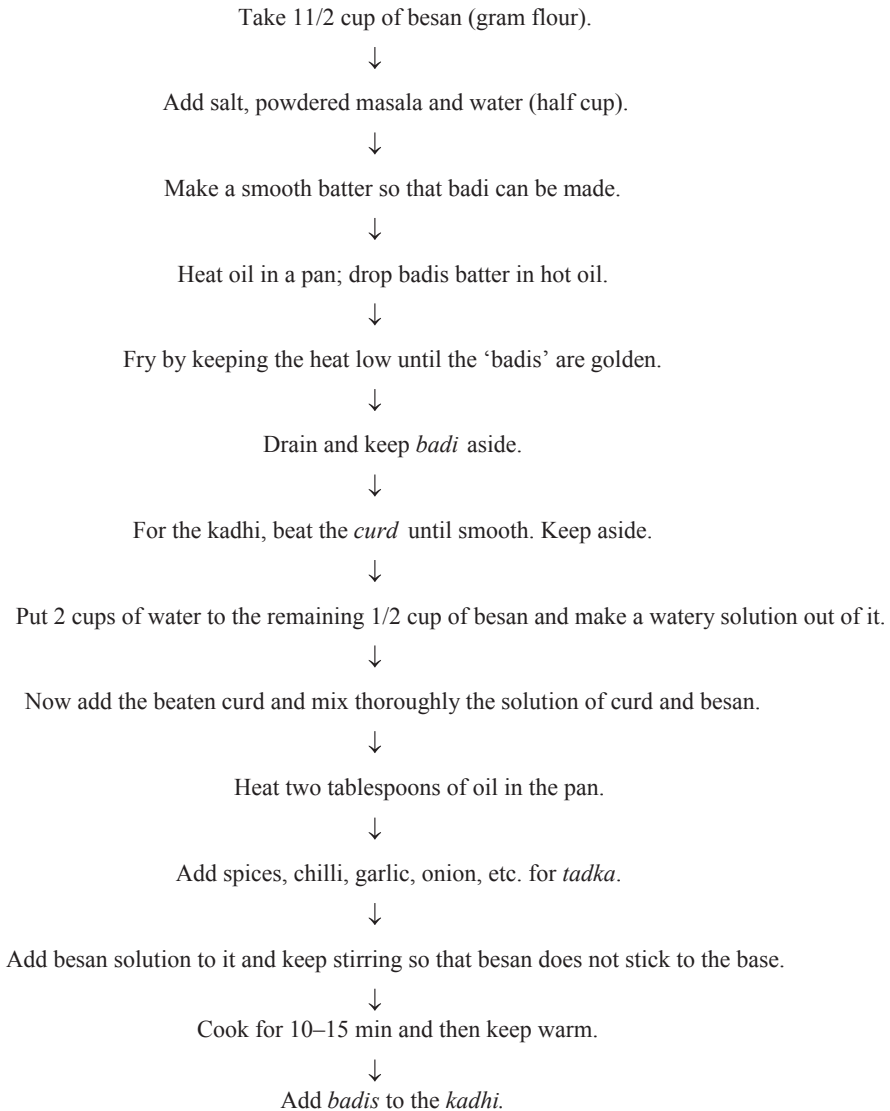 Take 11/2 cup of besan (gram flour).
↓
Add salt, powdered masala and water (half cup).
↓
Make a smooth batter so that badi can be made.
↓
Heat oil in a pan; drop badis batter in hot oil.
↓
Fry by keeping the heat low until the ‘badis’ are golden.
↓
Drain and keep badi aside.
↓
For the kadhi, beat the curd until smooth. Keep aside.
↓
Put 2 cups of water to the remaining 1/2 cup of besan and make a watery solution out of it.
↓
Now add the beaten curd and mix thoroughly the solution of curd and besan.
↓
Heat two tablespoons of oil in the pan.
↓
Add spices, chilli, garlic, onion, etc. for tadka.
↓
Add besan solution to it and keep stirring so that besan does not stick to the base.
↓
Cook for 10–15 min and then keep warm.
↓
Add badis to the kadhi.